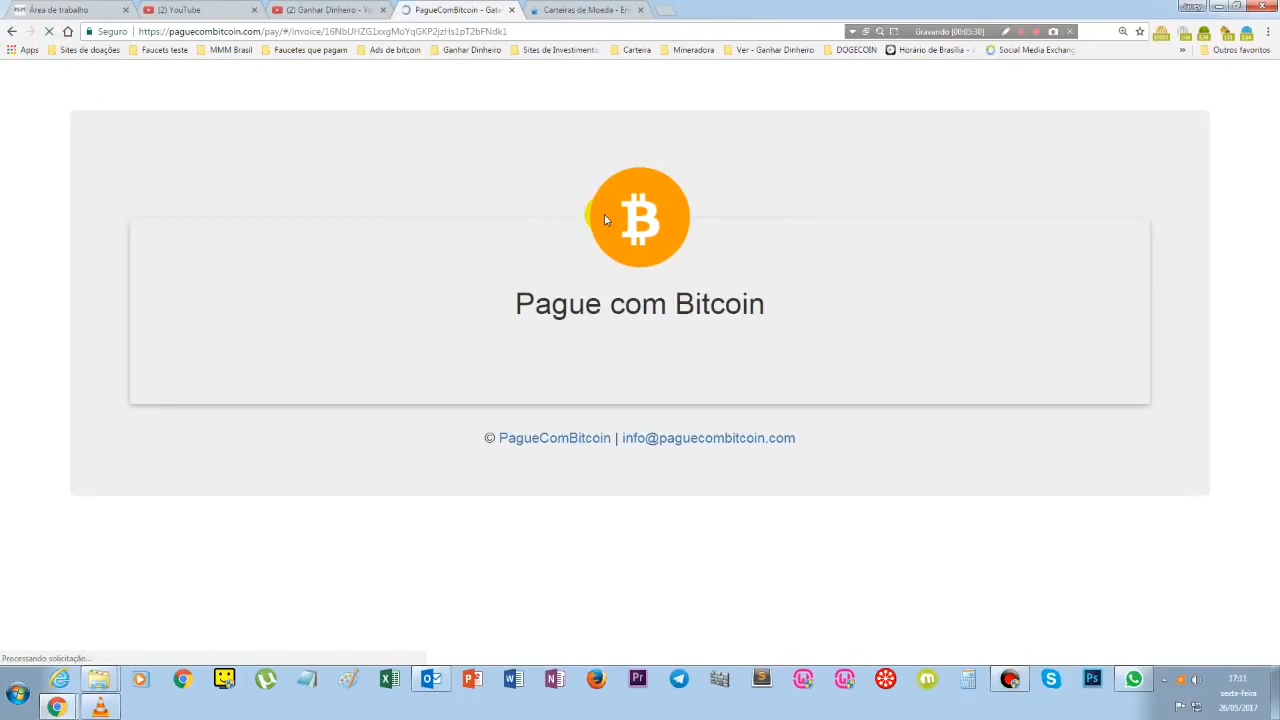 Área de trabalho
(2) YouTube
(2) Ganhar Dinheiro - Yo
PagueComBitcoin - Gate
Carteiras de Moeda - En
Janey
Seguro
https://paguecombitcoin.com/pay/#/invoice/16NbUHZG1xxgMoYqGKP2jzHs1pT2bFNdk1
Gravando [00:05:30]
Apps
Sites de doações
Faucets teste
MMM Brasil
Faucetes que pagam
Ads de bitcoin
Ganhar Dinheiro
Sites de Investimento
Carteira
Mineradora
Ver - Ganhar Dinheiro
DOGECOIN
Horário de Brasília - A
Social Media Exchang
Outros favoritos
Pague com Bitcoin
© PagueComBitcoin | info@paguecombitcoin.com
Processando solicitação...
17:11
sexta-feira
26/05/2017